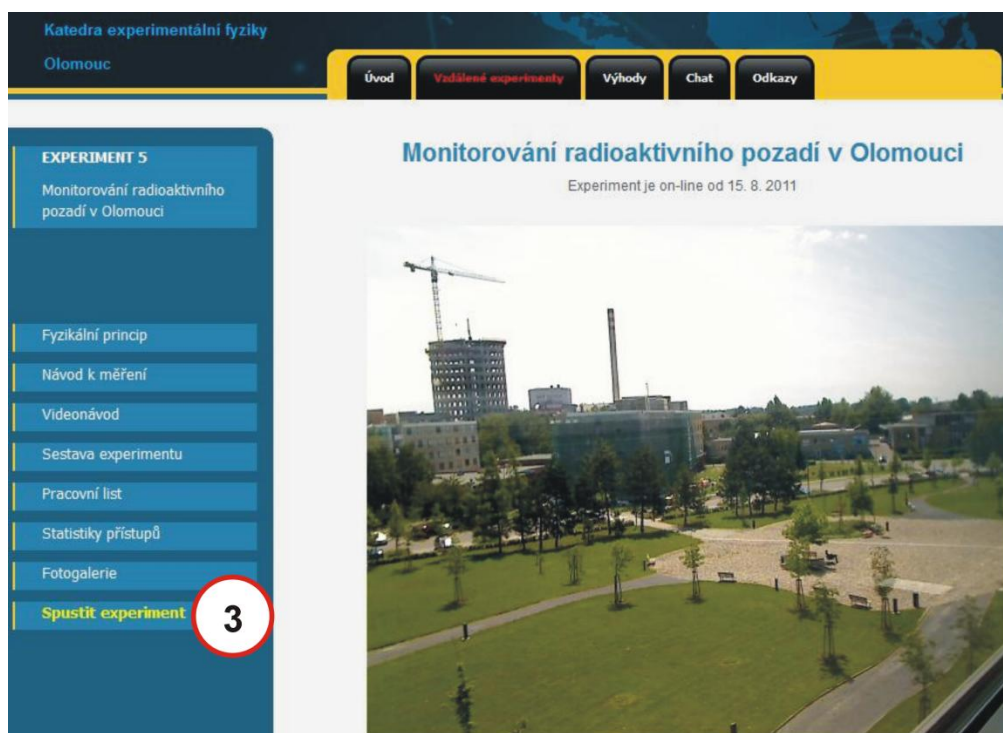 Katedra experimentální fyziky
Olomouc
Úvod
Vzdálené experimenty
Výhody
Chat
Odkazy
EXPERIMENT 5
Monitorování radioaktivního
pozadí v Olomouci
Fyzikální princip
Návod k měření
Videonávod
Sestava experimentu
Pracovní list
Statistiky přístupů
Fotogalerie
Spustit experiment
3
Monitorování radioaktivního pozadí v Olomouci
Experiment je on-line od 15. 8. 2011